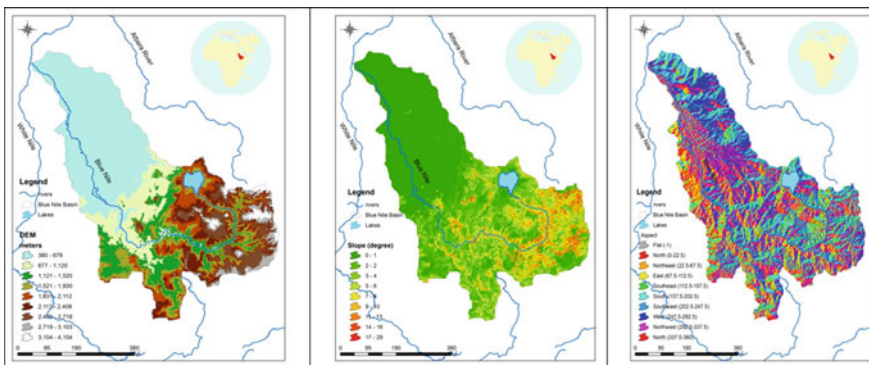 Atbara River
White Nile
Blue Nile
Legend
rivers
Blue Nile Basin
Lakes
DEM
meters
380 - 676
677 - 1,120
1,121 - 1,520
1,521 - 1,830
2,719 - 3,103
3,104 - 4,154
0 45 90 180 270 360
Atbara River
White Nile
Blue Nile
Legend
rivers
Blue Nile Basin
Lakes
Slope (degree)
0 - 1
2 - 2
3 - 4
5 - 6
14 - 16
17 - 29
Atbara River
White Nile
Legend
rivers
Blue Nile Basin
Lakes
Aspect
Flat (-1)
North (0-22.5)
Northeast (22.5-67.5)
East (67.5-112.5)
Southeast (112.5-157.5)
South (157.5-202.5)
Southwest (202.5-247.5)
West (247.5-292.5)
Northwest (292.5-337.5)
North (337.5-360)